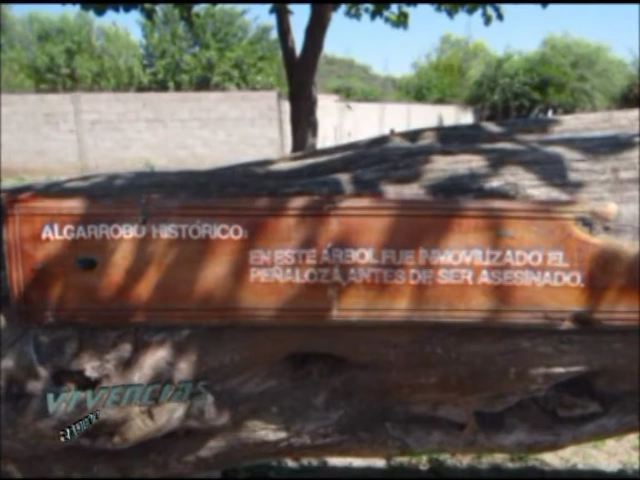 ALGARROBO HISTÓRICO:
EN ESTE ÁRBOL FUE INMOVILIZADO EL
PEÑALOZA ANTES DE SER ASESINADO.
VIVENCIAS